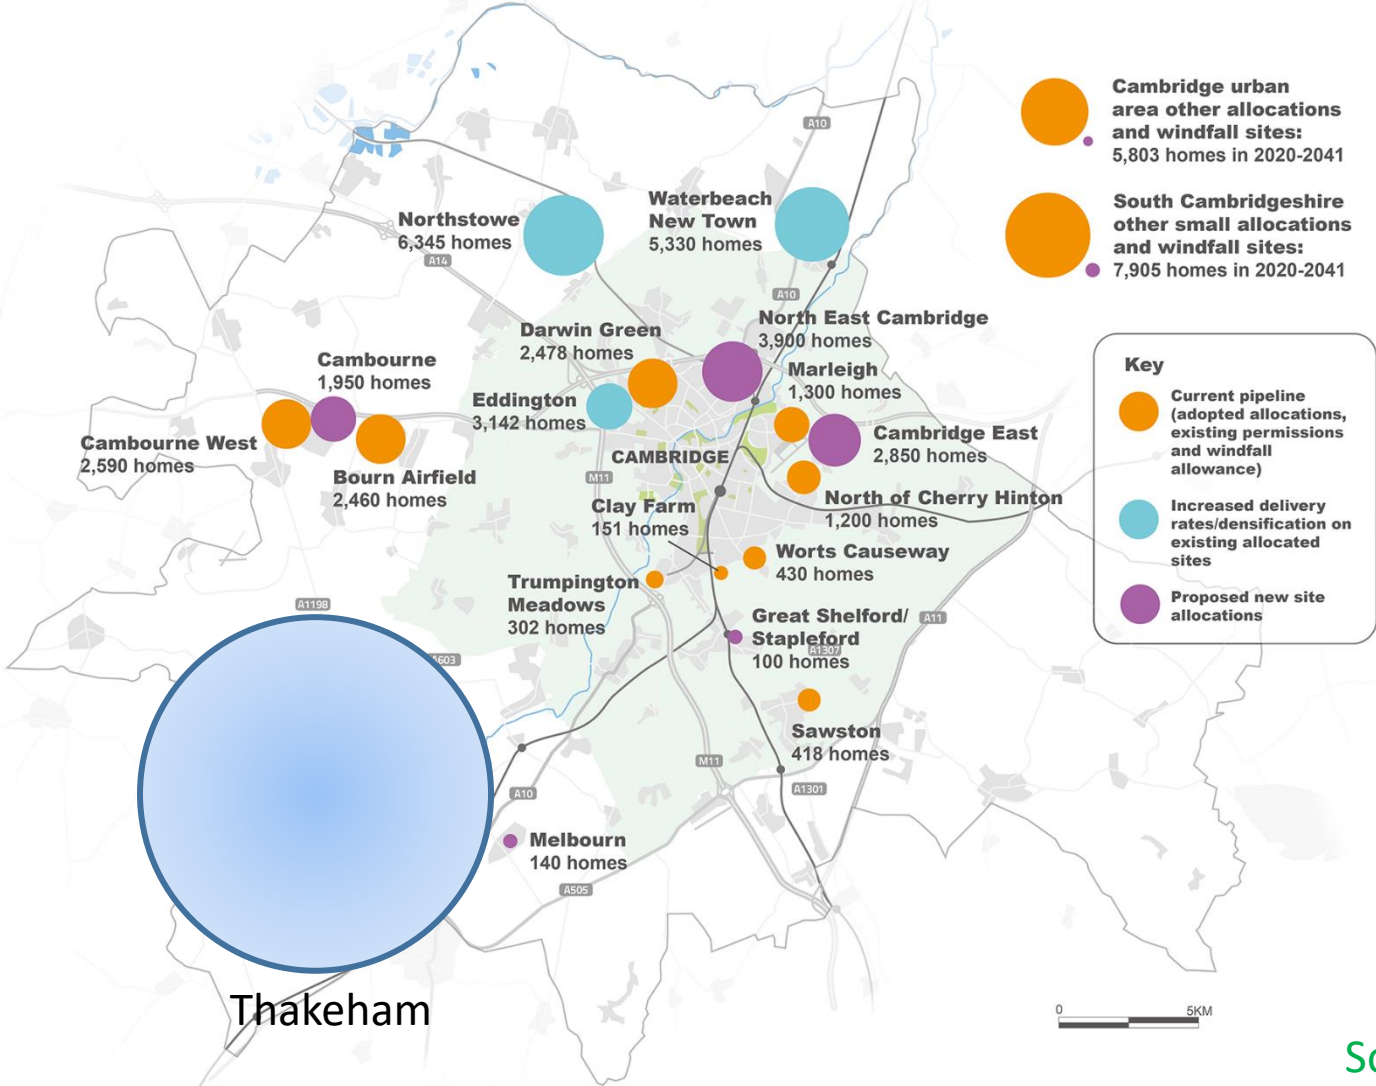 Cambridge urban
area other allocations
and windfall sites:
5,803 homes in 2020-2041
South Cambridgeshire
other small allocations
and windfall sites:
7,905 homes in 2020-2041
A10
Waterbeach
New Town
5,330 homes
Northstowe
6,345 homes
A14
A10
North East Cambridge
3,900 homes
Darwin Green
2,478 homes
Marleigh
1,300 homes
Cambourne
1,950 homes
Eddington
3,142 homes
Cambourne West
2,590 homes
Bourn Airfield
2,460 homes
CAMBRIDGE
Cambridge East
2,850 homes
M11
North of Cherry Hinton
1,200 homes
Clay Farm
151 homes
Worts Causeway
430 homes
Trumpington
Meadows
302 homes
A1198
Great Shelford/
Stapleford
100 homes
A1307
A11
A603
Sawston
418 homes
M11
A1301
A10
Melbourn
140 homes
A505
Key
Current pipeline
(adopted allocations,
existing permissions
and windfall
allowance)
Increased delivery
rates/densification on
existing allocated
sites
Proposed new site
allocations
Thakeham
0 5KM
So